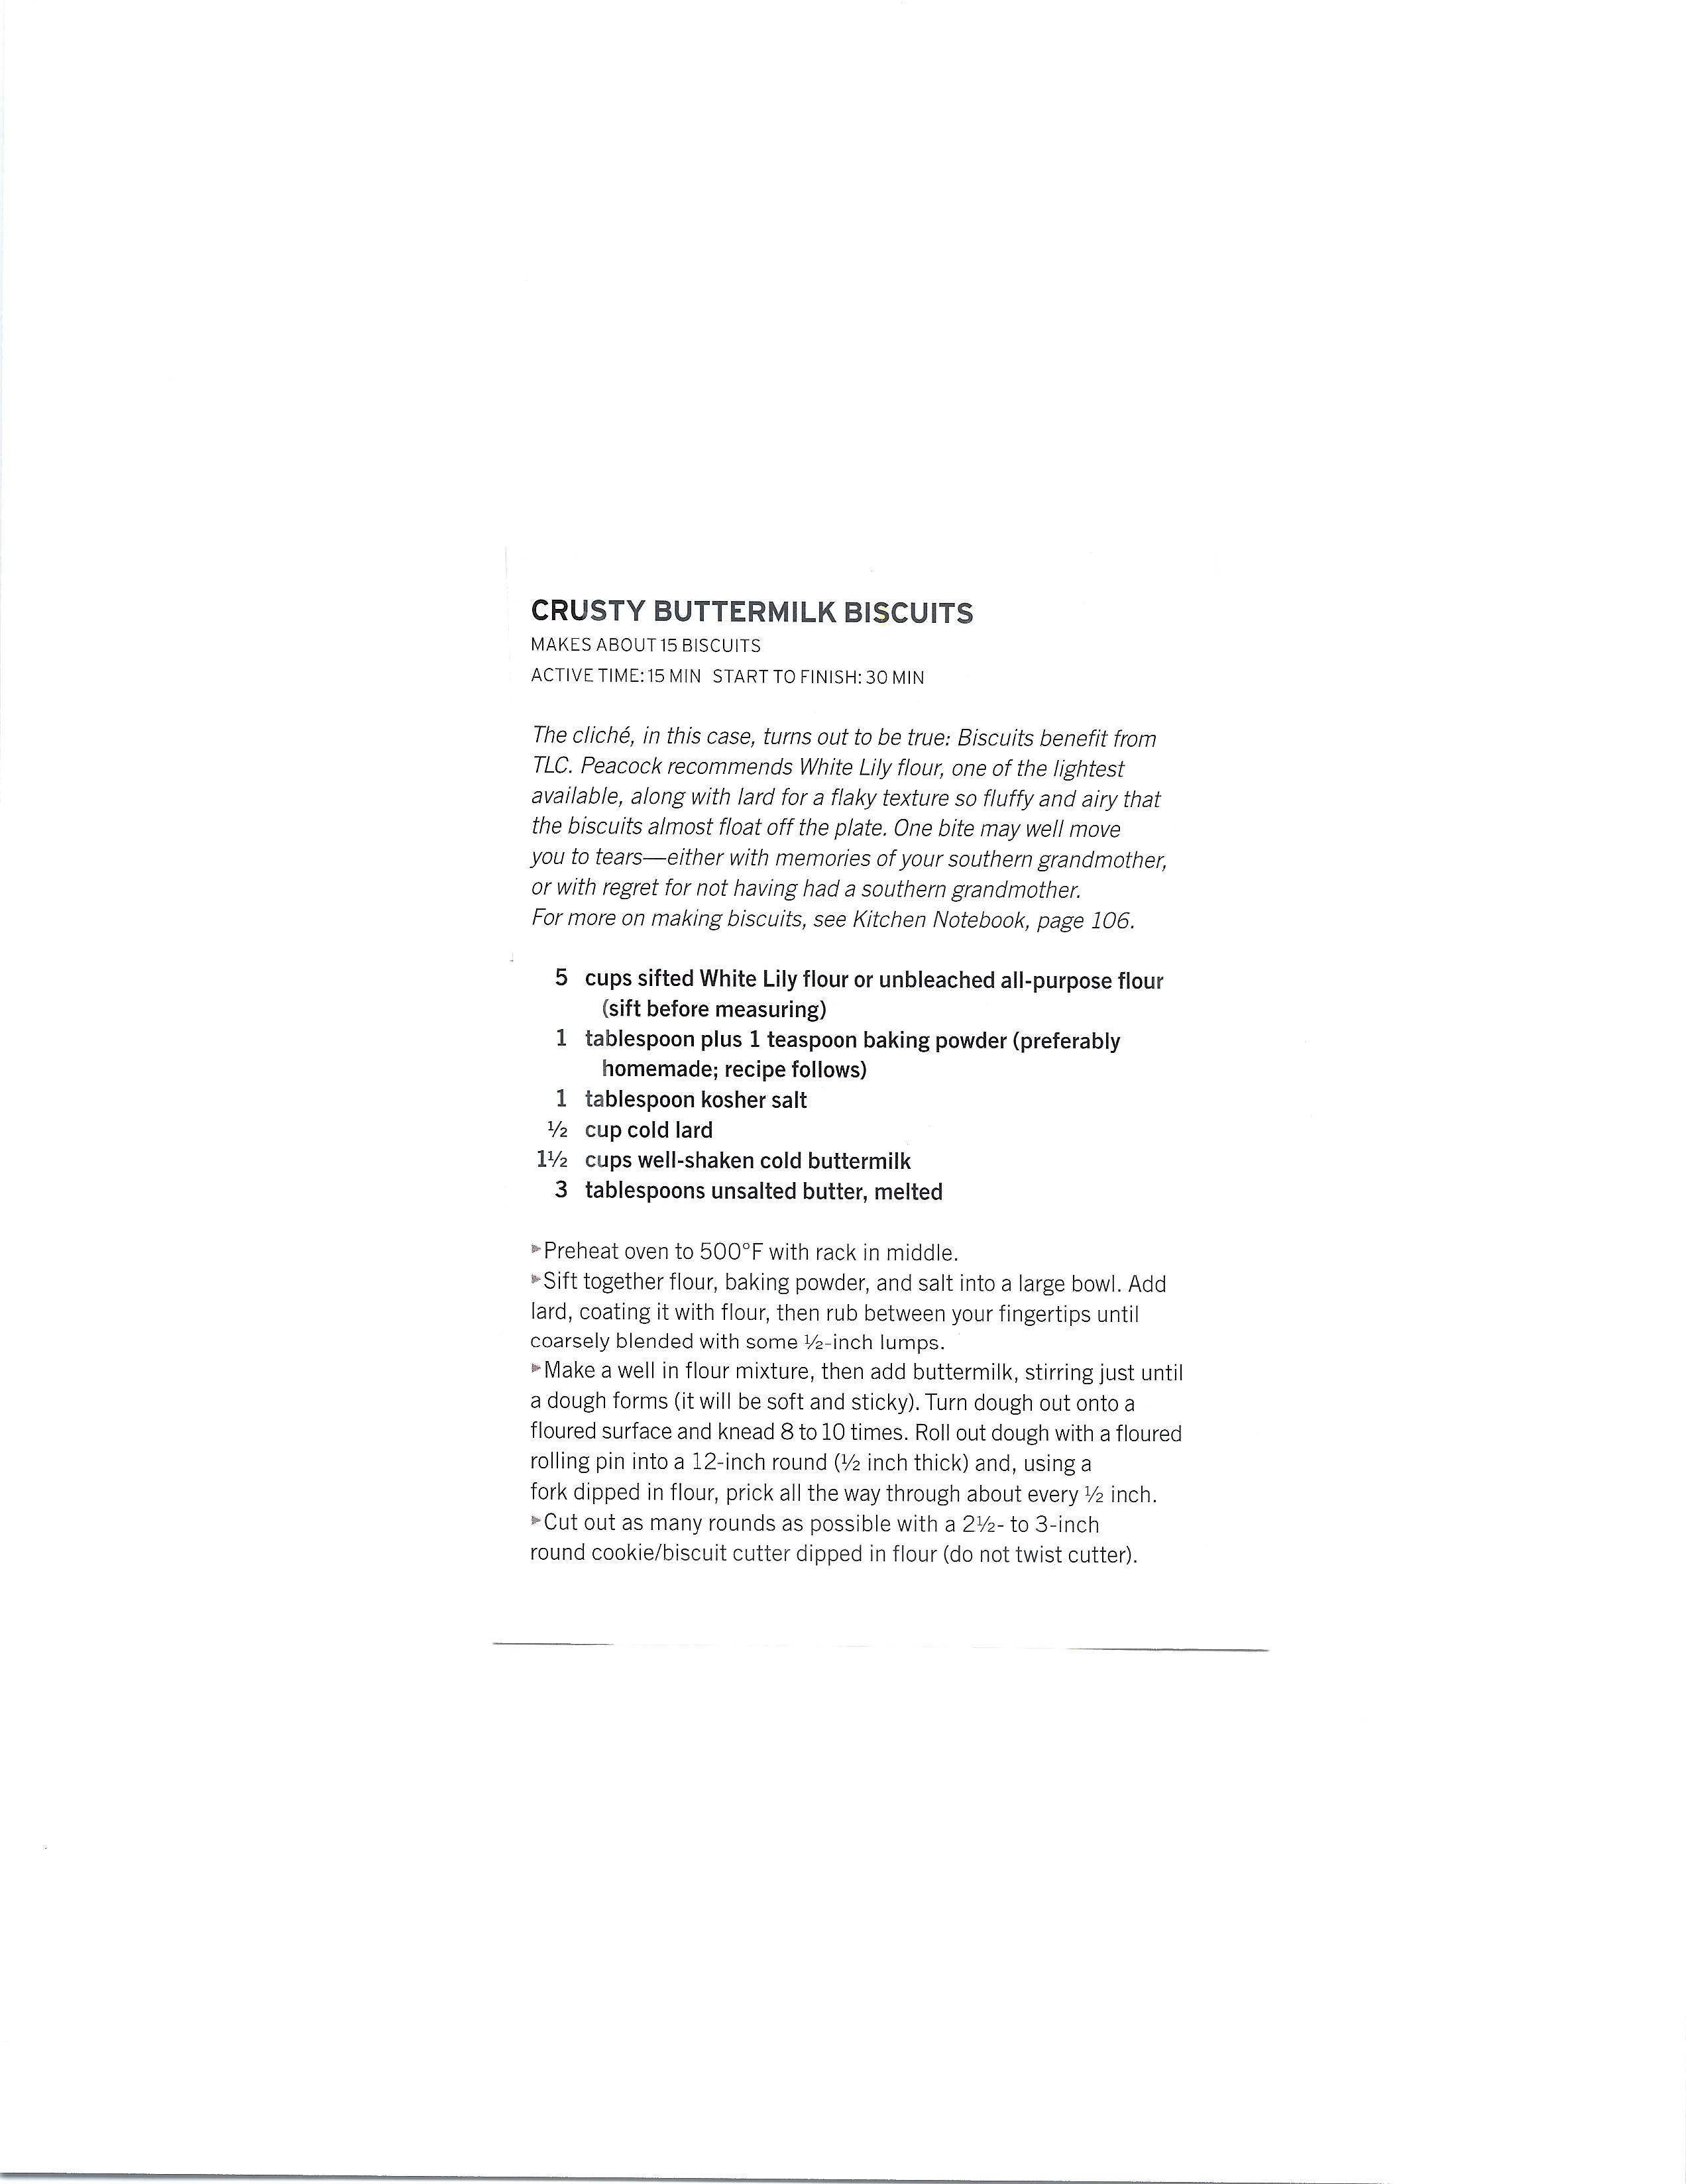 CRUSTY BUTTERMILK BISCUITS
MAKES ABOUT 15 BISCUITS
ACTIVE TIME: 15 MIN START TO FINISH: 30 MIN
The cliché, in this case, turns out to be true: Biscuits benefit from
TLC. Peacock recommends White Lily flour, one of the lightest
available, along with lard for a flaky texture so fluffy and airy that
the biscuits almost float off the plate. One bite may well move
you to tears—either with memories of your southern grandmother,
or with regret for not having had a southern grandmother.
For more on making biscuits, see Kitchen Notebook, page 106.
5 cups sifted White Lily flour or unbleached all-purpose flour
(sift before measuring)
1 tablespoon plus 1 teaspoon baking powder (preferably
homemade; recipe follows)
1 tablespoon kosher salt
½ cup cold lard
1½ cups well-shaken cold buttermilk
3 tablespoons unsalted butter, melted
▸Preheat oven to 500°F with rack in middle.
▸Sift together flour, baking powder, and salt into a large bowl. Add
lard, coating it with flour, then rub between your fingertips until
coarsely blended with some ½-inch lumps.
▸Make a well in flour mixture, then add buttermilk, stirring just until
a dough forms (it will be soft and sticky). Turn dough out onto a
floured surface and knead 8 to 10 times. Roll out dough with a floured
rolling pin into a 12-inch round (½ inch thick) and, using a
fork dipped in flour, prick all the way through about every ½ inch.
▸Cut out as many rounds as possible with a 2½- to 3-inch
round cookie/biscuit cutter dipped in flour (do not twist cutter).